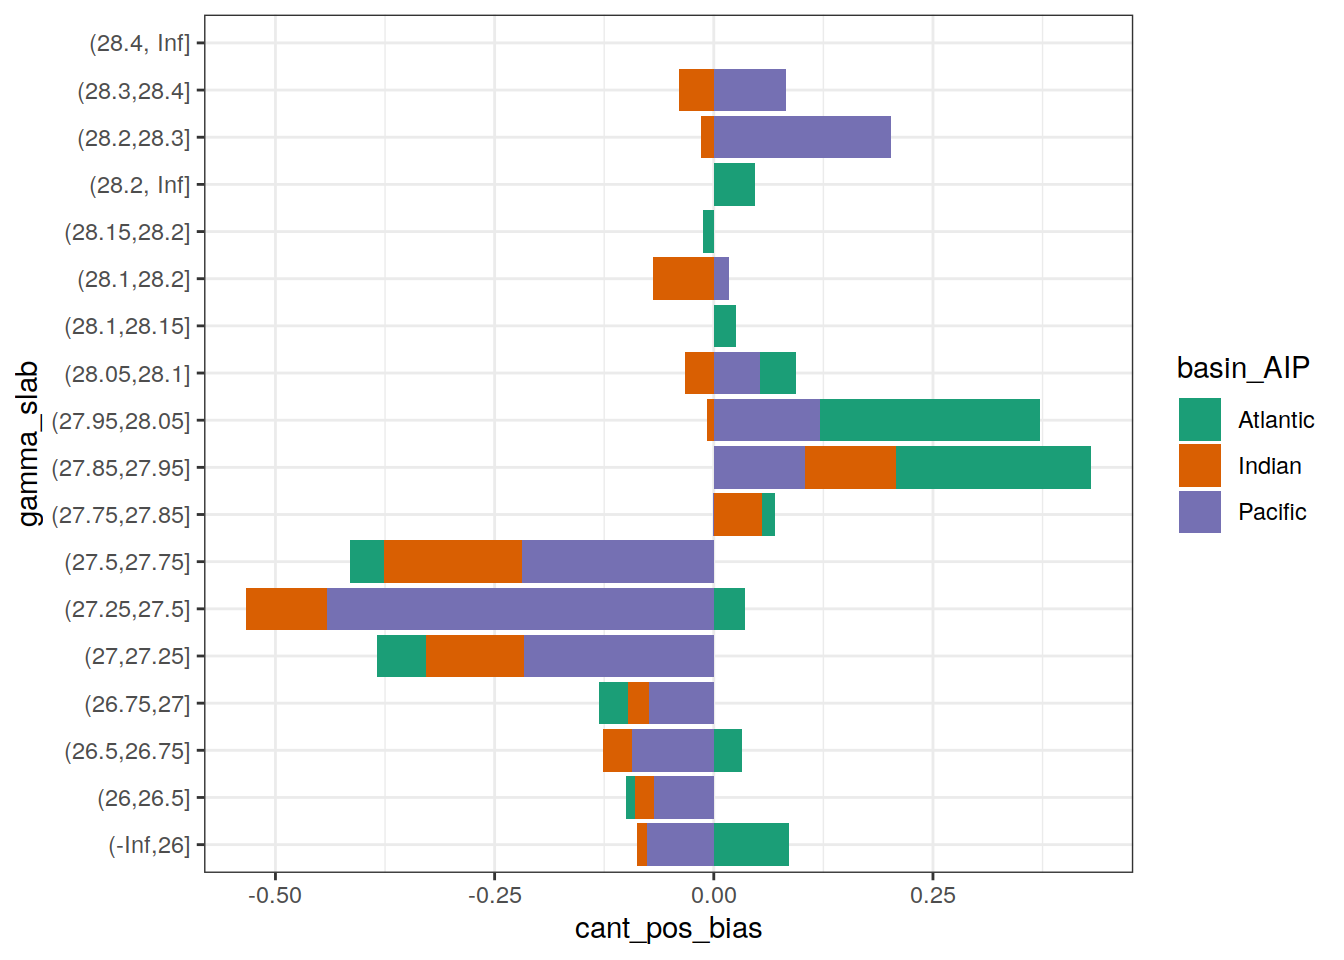 (28.4, Inf]
(28.3,28.4]
(28.2,28.3]
(28.2, Inf]
(28.15,28.2]
(28.1,28.2]
(28.1,28.15]
(28.05,28.1]
(27.95,28.05]
(27.85,27.95]
(27.75,27.85]
(27.5,27.75]
(27.25,27.5]
(27,27.25]
(26.75,27]
(26.5,26.75]
(26,26.5]
(-Inf,26]
gamma_slab
-0.50 -0.25 0.00 0.25
cant_pos_bias
basin_AIP
Atlantic
Indian
Pacific